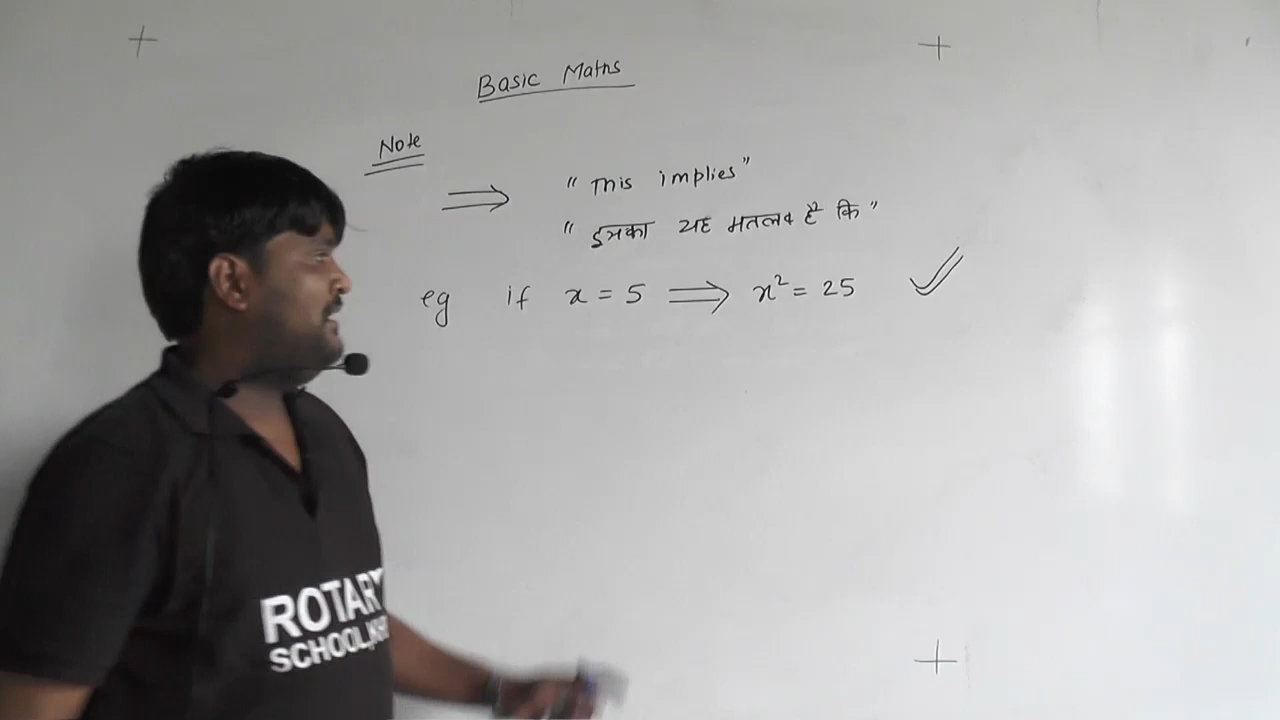 Basic Maths
Note
⟹ " This implies "
" इसका यह मतलब है कि "
eg if x = 5 ⟹ x² = 25 ✓
ROTARY
SCHOOL,